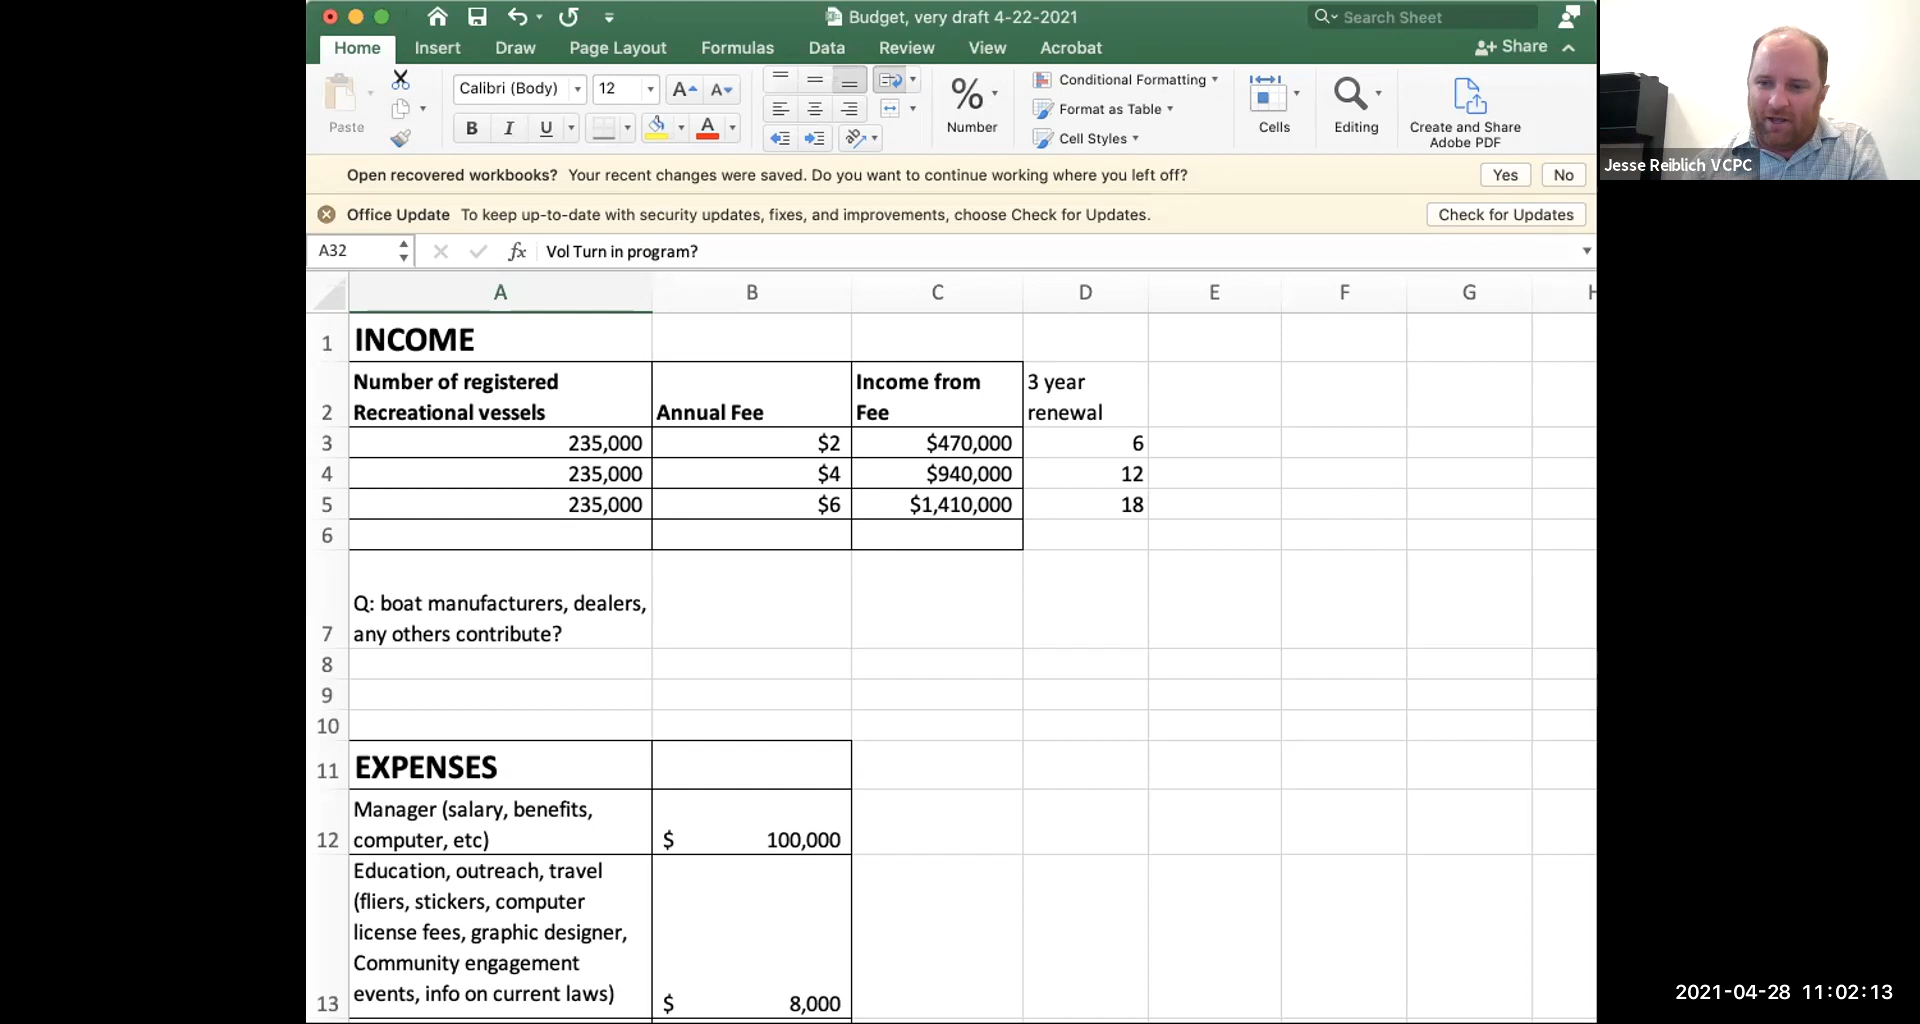 Budget, very draft 4-22-2021
Search Sheet
Home Insert Draw Page Layout Formulas Data Review View Acrobat
Share
Paste
Calibri (Body) 12
A A
B I U A
%
Number
Conditional Formatting
Format as Table
Cell Styles
Cells
Editing
Create and Share
Adobe PDF
Jesse Reiblich VCPC
Open recovered workbooks? Your recent changes were saved. Do you want to continue working where you left off? Yes No
Office Update To keep up-to-date with security updates, fixes, and improvements, choose Check for Updates. Check for Updates
A32 fx Vol Turn in program?
A B C D E F G H
1 INCOME
Number of registered Income from 3 year
2 Recreational vessels Annual Fee Fee renewal
3 235,000 $2 $470,000 6
4 235,000 $4 $940,000 12
5 235,000 $6 $1,410,000 18
6
Q: boat manufacturers, dealers,
7 any others contribute?
8
9
10
11 EXPENSES
Manager (salary, benefits,
12 computer, etc) $ 100,000
Education, outreach, travel
(fliers, stickers, computer
license fees, graphic designer,
Community engagement
13 events, info on current laws) $ 8,000
2021-04-28 11:02:13